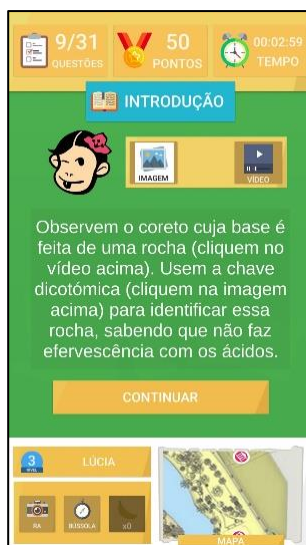 9/31
QUESTÕES
50
PONTOS
00:02:59
TEMPO
INTRODUÇÃO
IMAGEM
VÍDEO
Observem o coreto cuja base é
feita de uma rocha (cliquem no
vídeo acima). Usem a chave
dicotómica (cliquem na imagem
acima) para identificar essa
rocha, sabendo que não faz
efervescência com os ácidos.
CONTINUAR
3
NÍVEL
LÚCIA
RA
BÚSSOLA
x0
MAPA